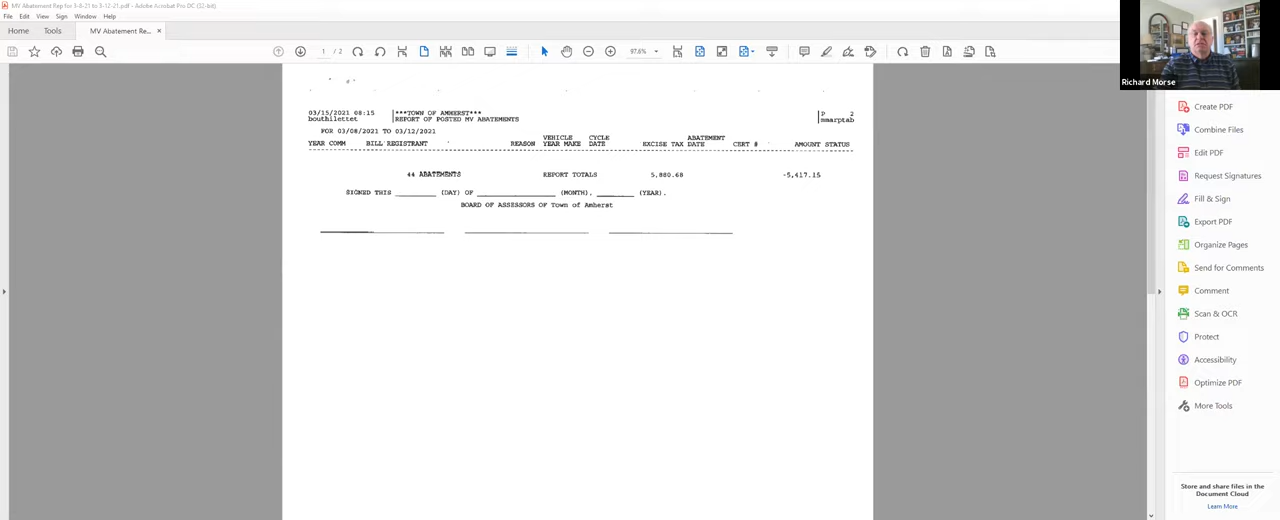 MV Abatement Rep for 3-8-21 to 3-12-21.pdf - Adobe Acrobat Pro DC (32-bit)
File Edit View Sign Window Help
Home Tools MV Abatement Re... ×
1 / 2 97.6%
Richard Morse
03/15/2021 08:15 ***TOWN OF AMHERST*** P 2
bouthillettet REPORT OF POSTED MV ABATEMENTS mmarptab
FOR 03/08/2021 TO 03/12/2021
VEHICLE CYCLE ABATEMENT
YEAR COMM BILL REGISTRANT REASON YEAR MAKE DATE EXCISE TAX DATE CERT # AMOUNT STATUS
44 ABATEMENTS REPORT TOTALS 5,880.68 -5,417.15
SIGNED THIS ________ (DAY) OF ________________ (MONTH), _______ (YEAR).
BOARD OF ASSESSORS OF Town of Amherst
Create PDF
Combine Files
Edit PDF
Request Signatures
Fill & Sign
Export PDF
Organize Pages
Send for Comments
Comment
Scan & OCR
Protect
Accessibility
Optimize PDF
More Tools
Store and share files in the
Document Cloud
Learn More